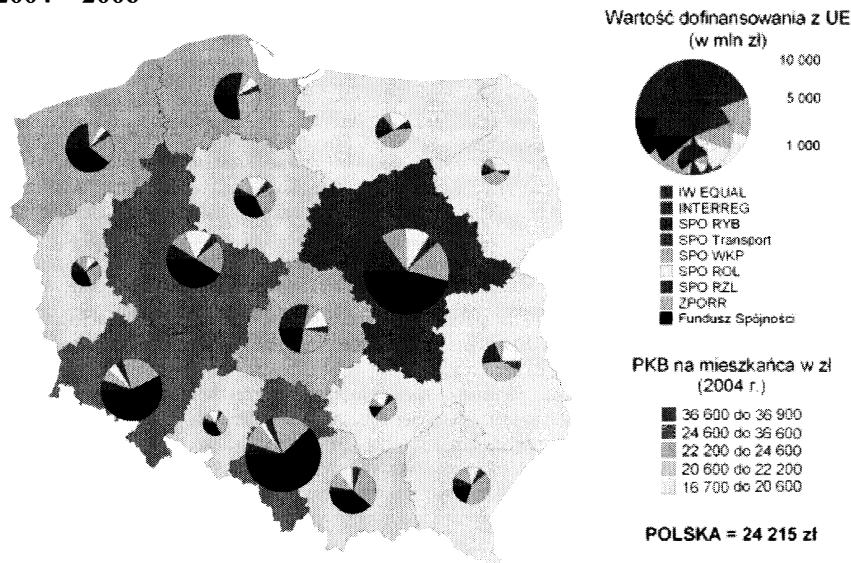 2004 – 2006
Wartość dofinansowania z UE
(w mln zł)
10 000
5 000
1 000
IW EQUAL
INTERREG
SPO RYB
SPO Transport
SPO WKP
SPO ROL
SPO RZL
ZPORR
Fundusz Spójności
PKB na mieszkańca w zł
(2004 r.)
36 600 do 36 900
24 600 do 36 600
22 200 do 24 600
20 600 do 22 200
16 700 do 20 600
POLSKA = 24 215 zł